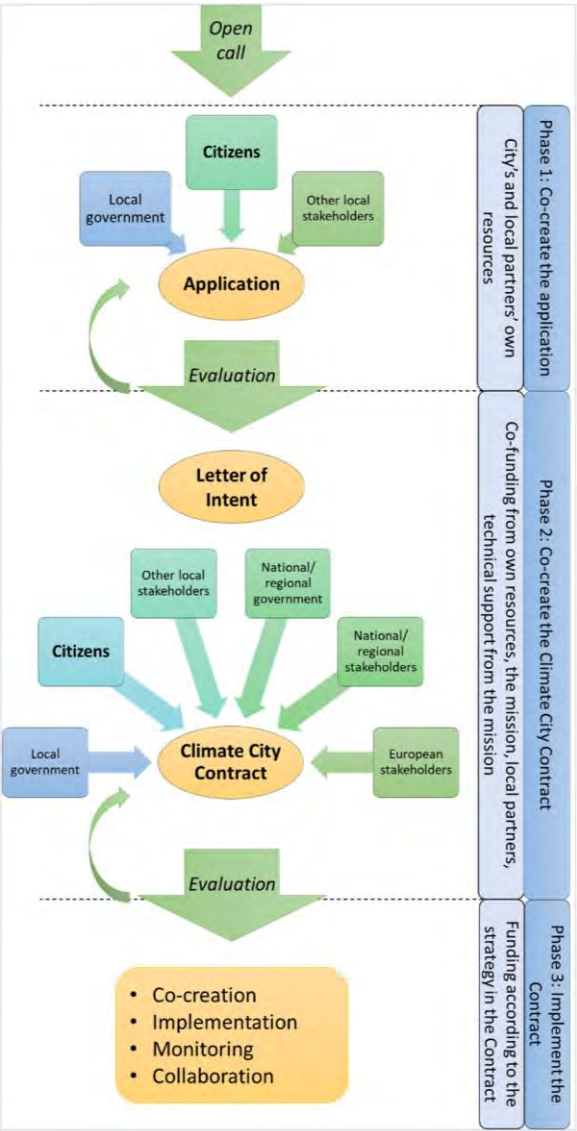 Open
call
Citizens
Local
government
Other local
stakeholders
Application
Evaluation
Phase 1: Co-create the application
City's and local partners' own
resources
Letter of
Intent
Other local
stakeholders
National/
regional
government
Citizens
National/
regional
stakeholders
Local
government
Climate City
Contract
European
stakeholders
Evaluation
Phase 2: Co-create the Climate City Contract
Co-funding from own resources, the mission, local partners,
technical support from the mission
• Co-creation
• Implementation
• Monitoring
• Collaboration
Phase 3: Implement the
Contract
Funding according to the
strategy in the Contract